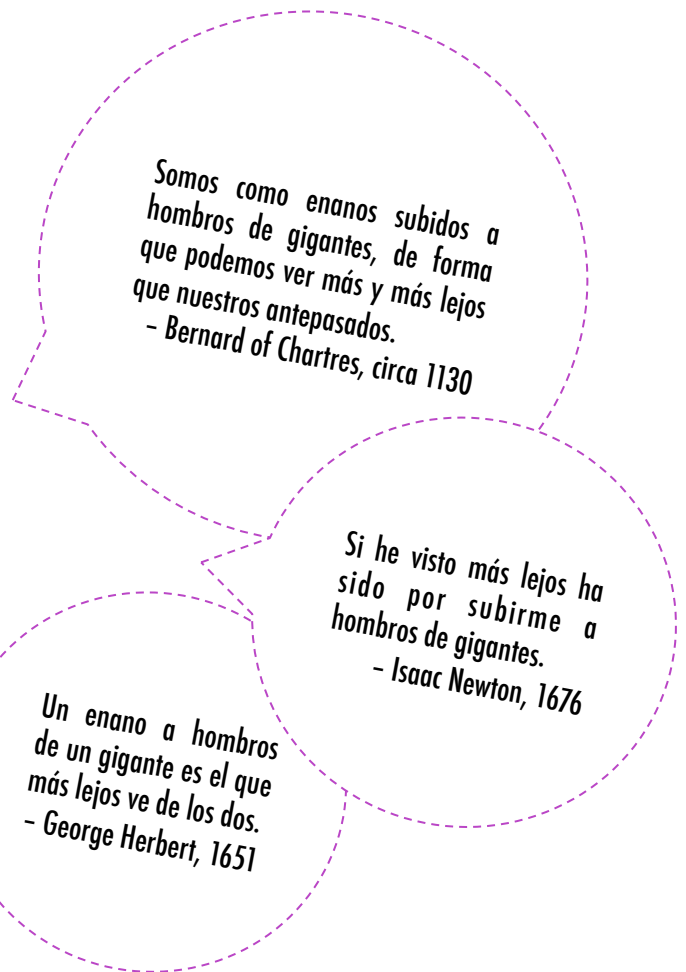 Somos como enanos subidos a
hombros de gigantes, de forma
que podemos ver más y más lejos
que nuestros antepasados.
– Bernard of Chartres, circa 1130
Si he visto más lejos ha
sido por subirme a
hombros de gigantes.
– Isaac Newton, 1676
Un enano a hombros
de un gigante es el que
más lejos ve de los dos.
– George Herbert, 1651